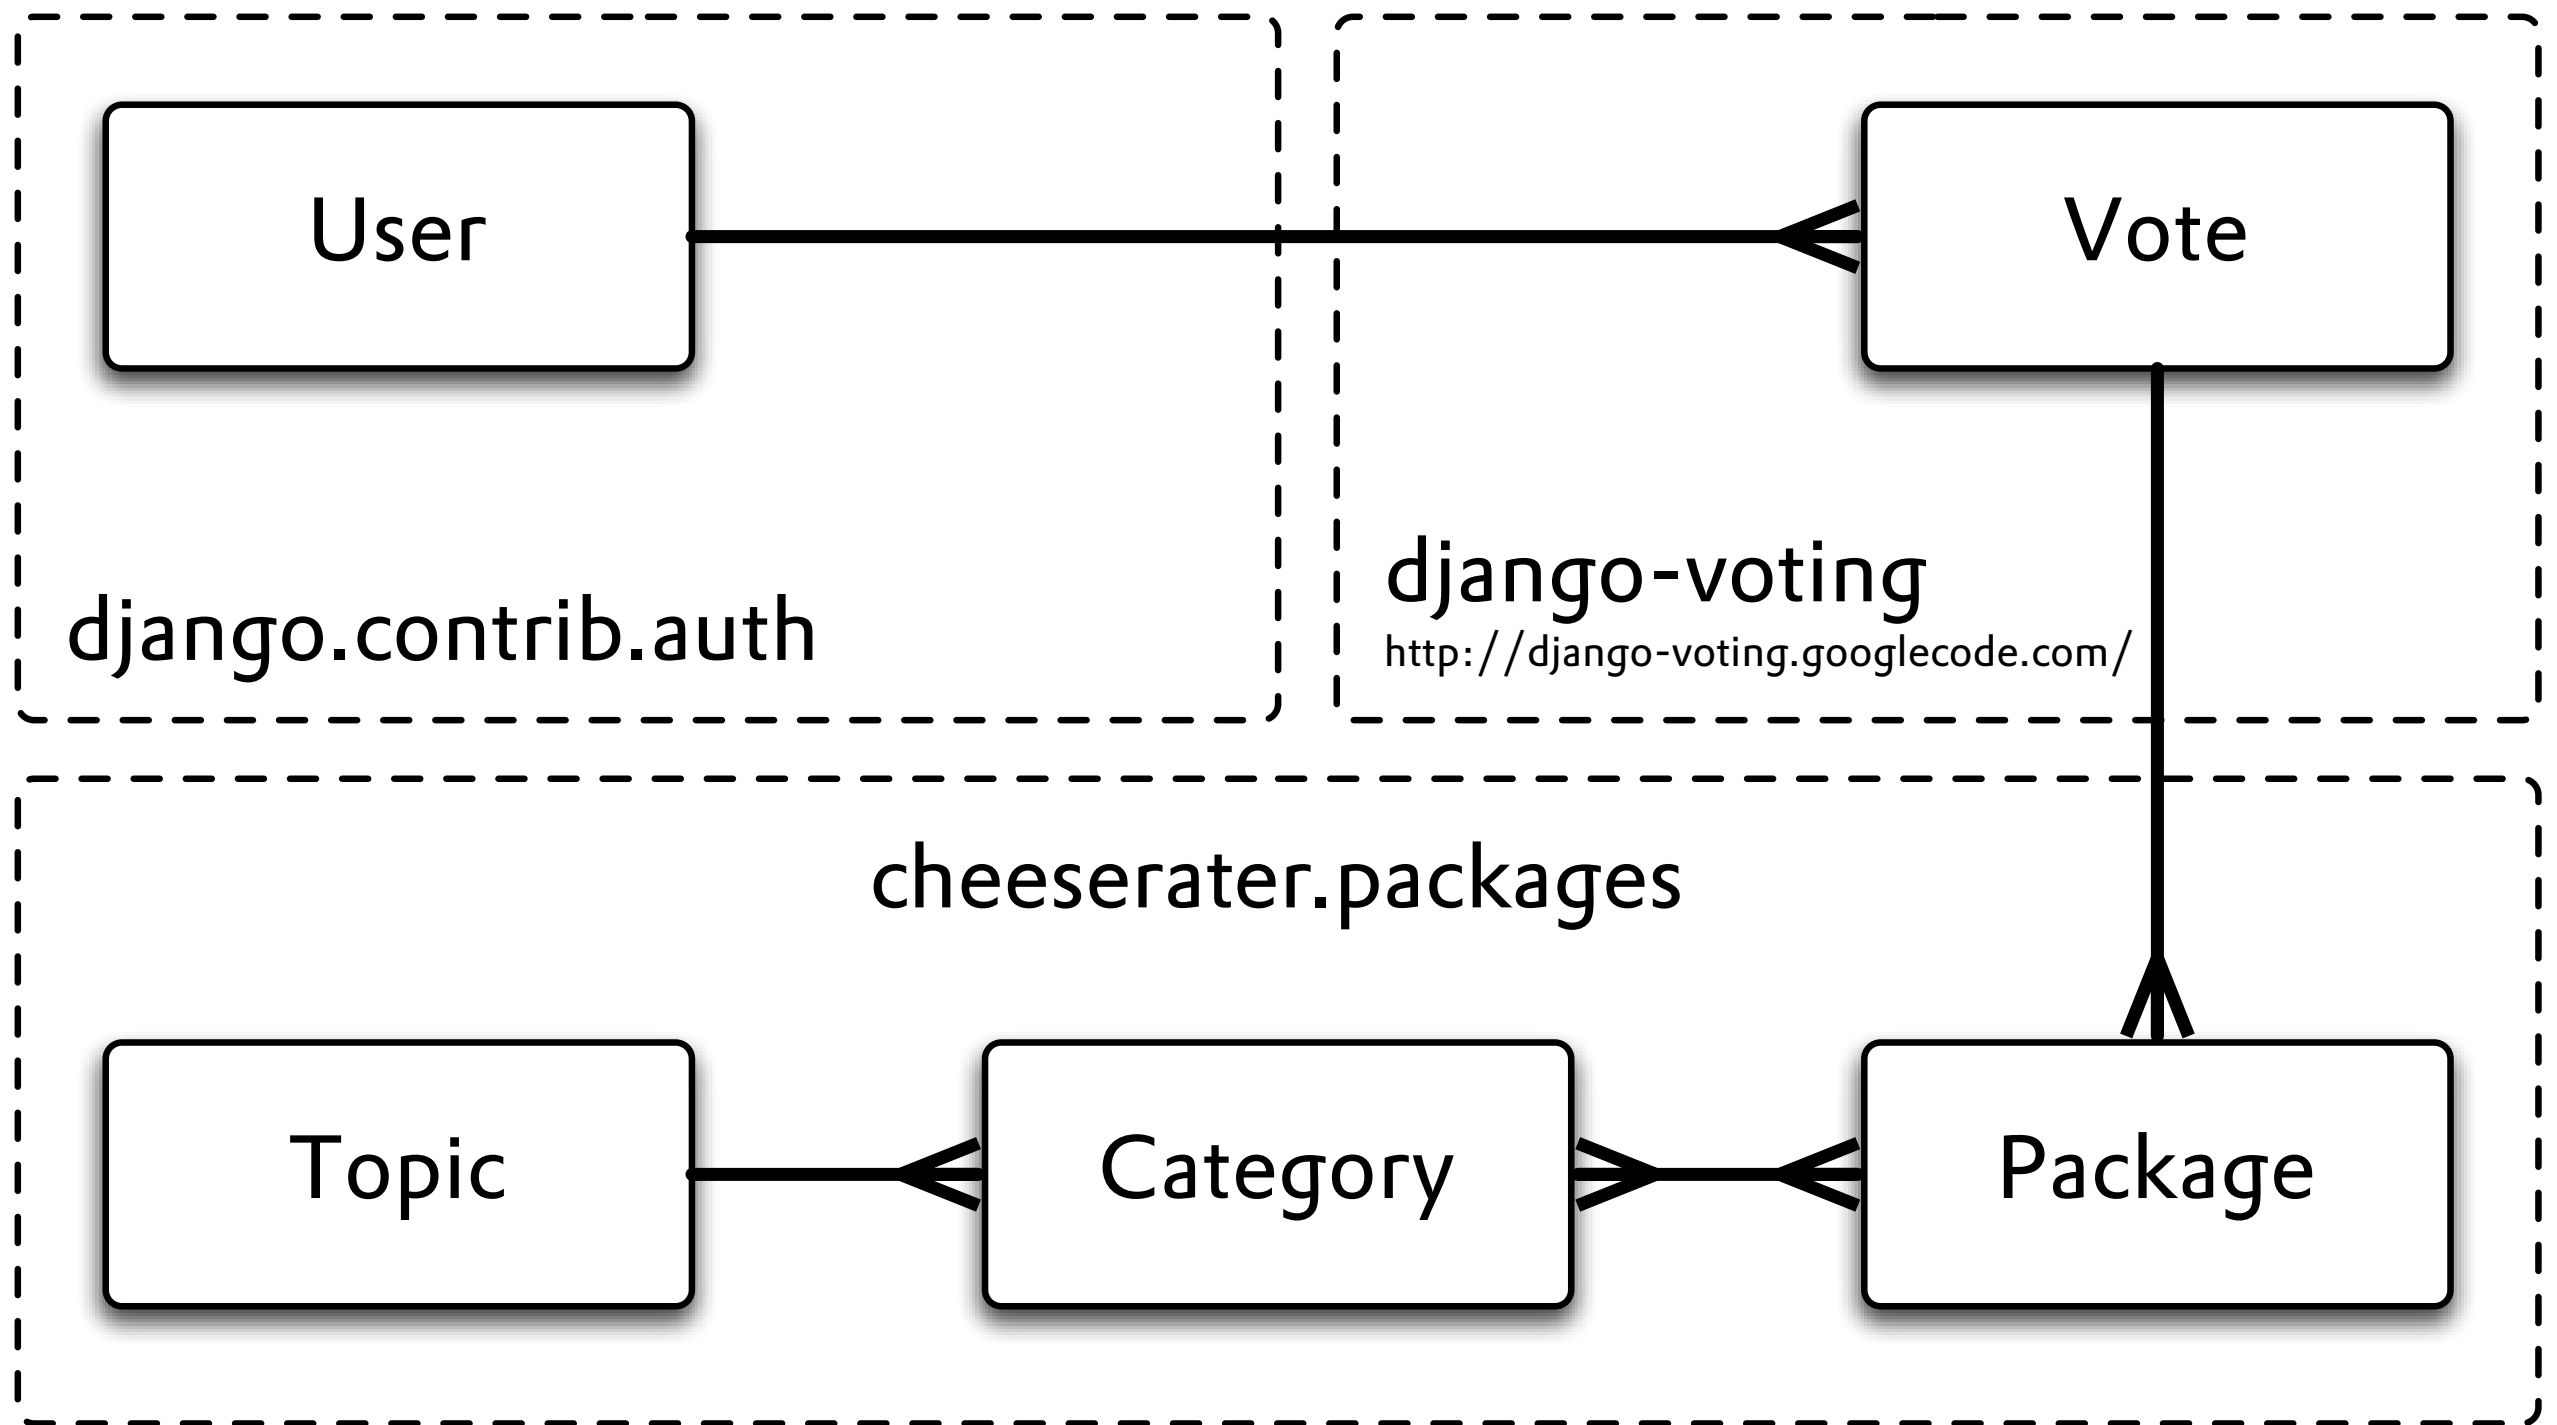 User
Vote
django.contrib.auth
django-voting
http://django-voting.googlecode.com/
cheeserater.packages
Topic
Category
Package